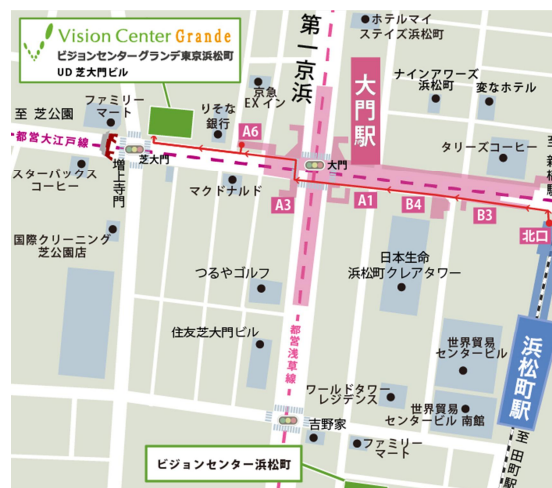 Vision Center Grande
ビジョンセンターグランデ東京浜松町
UD 芝大門ビル
第一京浜
ホテルマイ
ステイズ浜松町
大門駅
ナインアワーズ
浜松町
変なホテル
京急
EX イン
ファミリー
マート
至 芝公園
りそな
銀行
A6
都営大江戸線
芝大門
大門
タリーズコーヒー
至 新橋駅
スターバックス
コーヒー
増上寺門
マクドナルド
A3
A1
B4
B3
北口
国際クリーニング
芝公園店
日本生命
浜松町クレアタワー
つるやゴルフ
都営浅草線
住友芝大門ビル
世界貿易
センタービル
浜松町駅
ワールドタワー
レジデンス
世界貿易
センタービル 南館
吉野家
ファミリー
マート
至 田町駅
ビジョンセンター浜松町